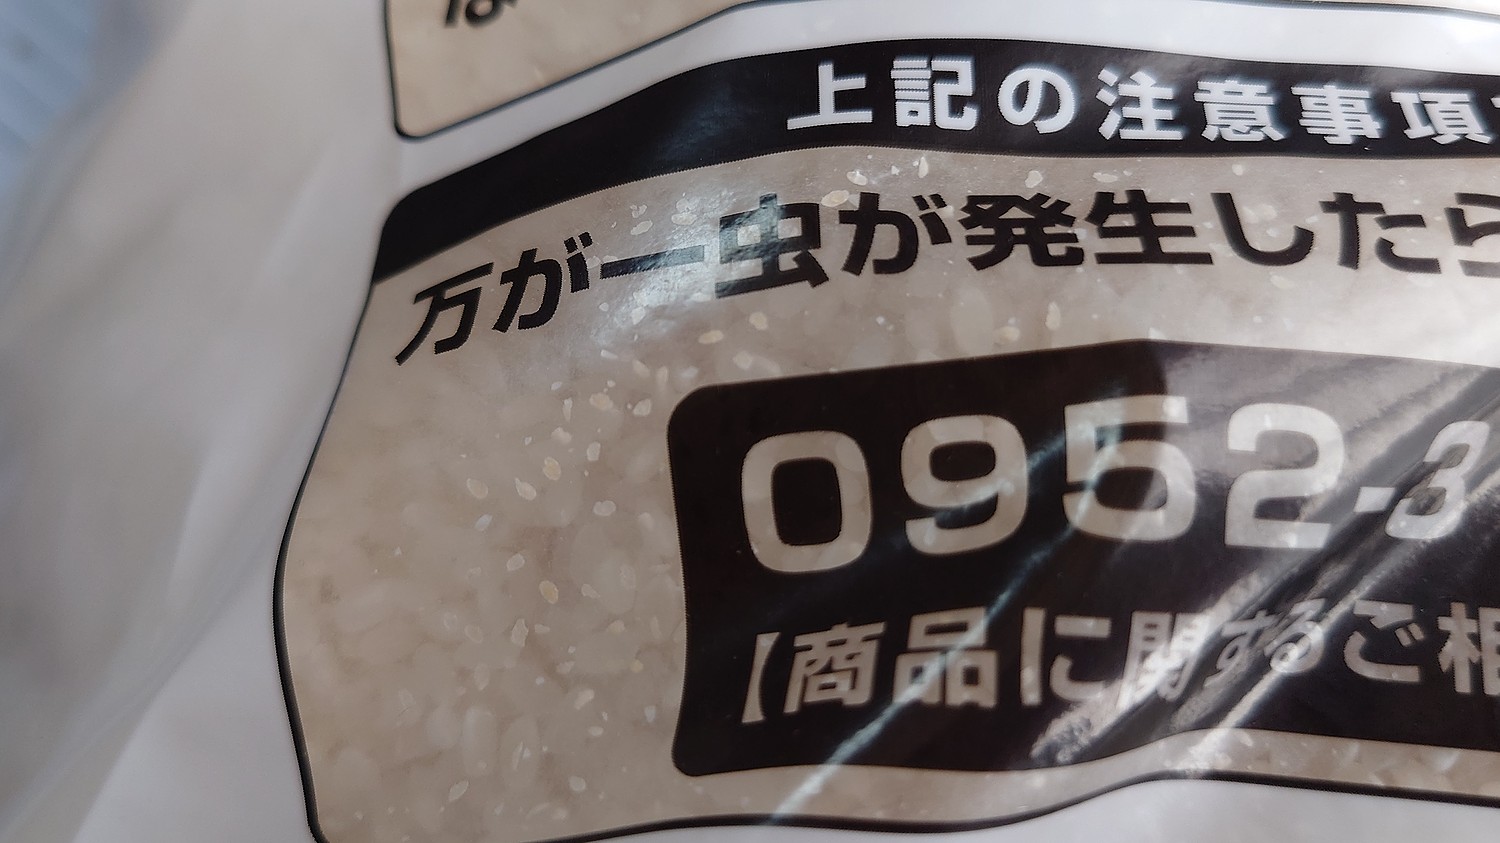 上記の注意事項
万が一虫が発生したら
0952-3
【商品に関するご相